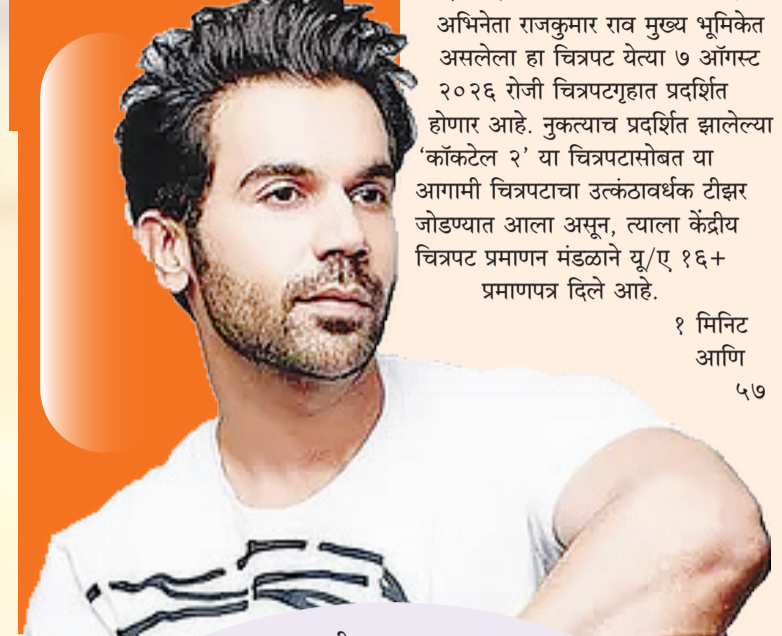 अभिनेता राजकुमार राव मुख्य भूमिकेत
असलेला हा चित्रपट येत्या ७ ऑगस्ट
२०२६ रोजी चित्रपटगृहात प्रदर्शित
होणार आहे. नुकत्याच प्रदर्शित झालेल्या
‘कॉकटेल २’ या चित्रपटासोबत या
आगामी चित्रपटाचा उत्कंठावर्धक टीझर
जोडण्यात आला असून, त्याला केंद्रीय
चित्रपट प्रमाणन मंडळाने यू/ए १६+
प्रमाणपत्र दिले आहे.
१ मिनिट
आणि
५७